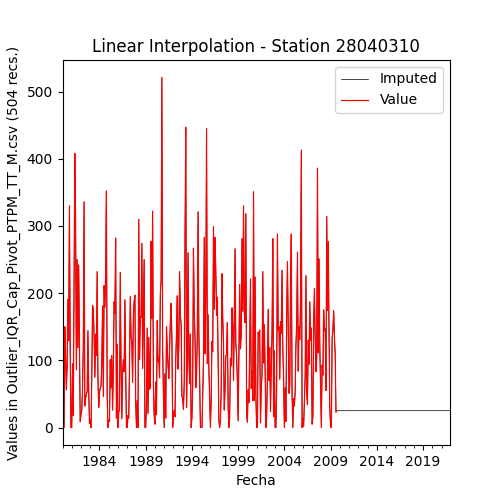 Linear Interpolation - Station 28040310
Imputed
Value
Values in Outlier_IQR_Cap_Pivot_PTPM_TT_M.csv (504 recs.)
500
400
300
200
100
0
1984 1989 1994 1999 2004 2009 2014 2019
Fecha